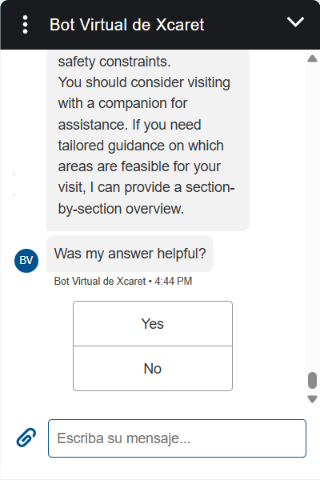 Bot Virtual de Xcaret
safety constraints.
You should consider visiting
with a companion for
assistance. If you need
tailored guidance on which
areas are feasible for your
visit, I can provide a section-
by-section overview.
Was my answer helpful?
BV
Bot Virtual de Xcaret • 4:44 PM
Yes
No
Escriba su mensaje...